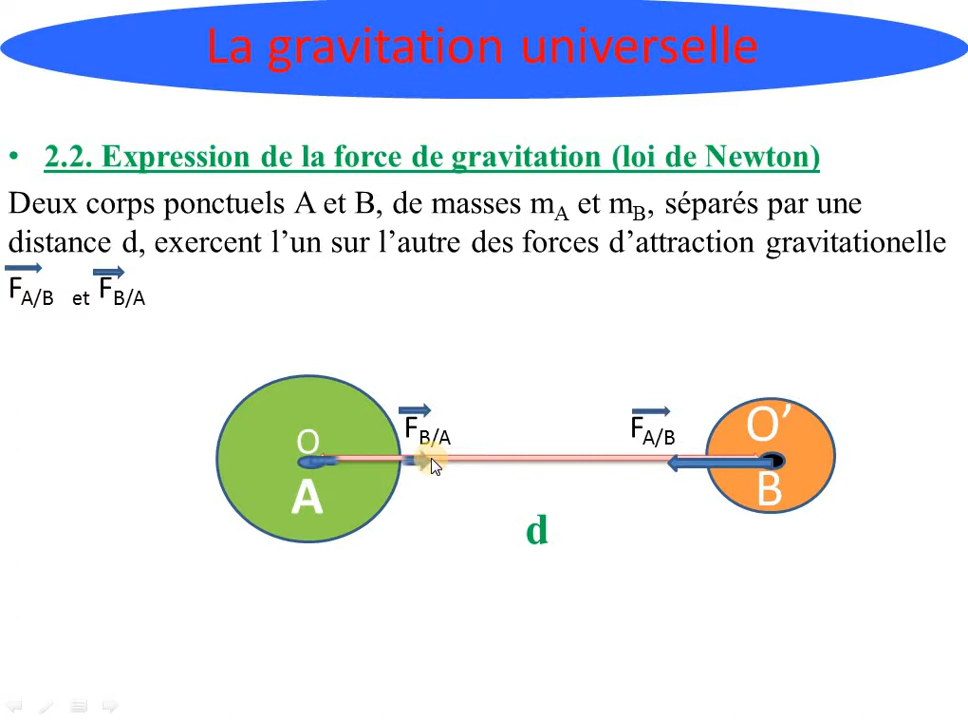 La gravitation universelle
• 2.2. Expression de la force de gravitation (loi de Newton)
Deux corps ponctuels A et B, de masses mA et mB, séparés par une
distance d, exercent l’un sur l’autre des forces d’attraction gravitationelle
FA/B et FB/A
FB/A
FA/B
O
O’
A
B
d